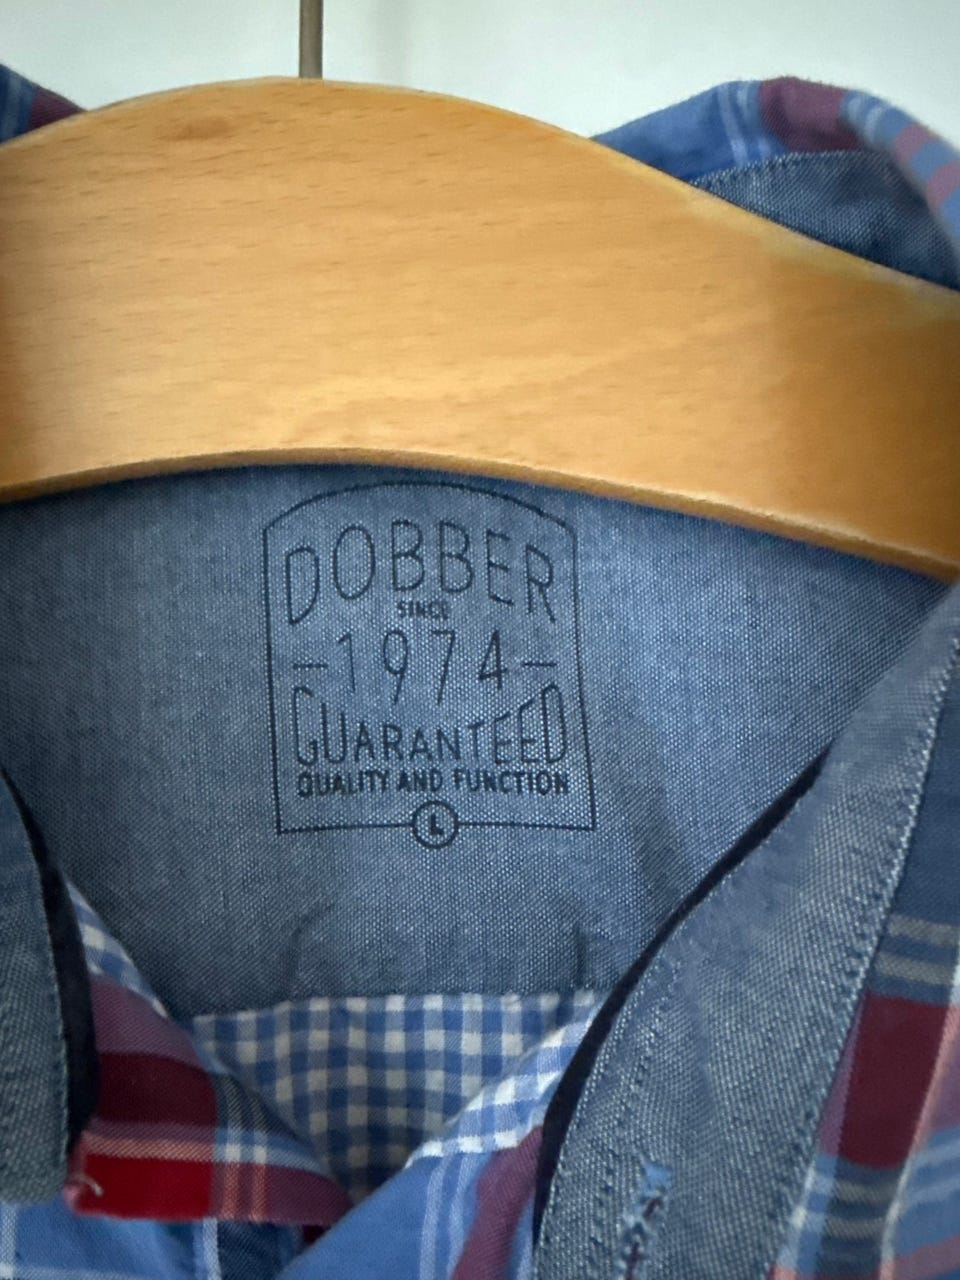 DOBBER
SINCE
-1974-
GUARANTEED
QUALITY AND FUNCTION
L